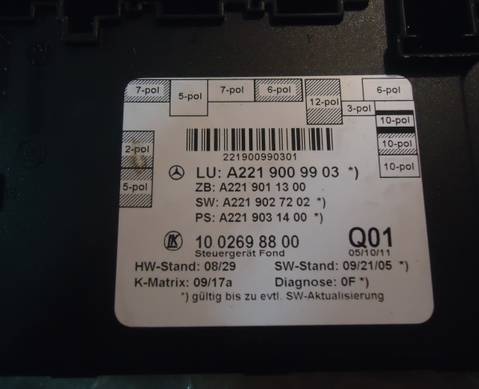 7-pol
5-pol
7-pol
6-pol
12-pol
3-pol
6-pol
10-pol
10-pol
10-pol
2-pol
5-pol
221900990301
LU: A221 900 99 03 *)
ZB: A221 901 13 00
SW: A221 902 72 02 *)
PS: A221 903 14 00 *)
10 0269 88 00
Q01
Steuergerät Fond
05/10/11
HW-Stand: 08/29
SW-Stand: 09/21/05 *)
K-Matrix: 09/17a
Diagnose: 0F *)
*) gültig bis zu evtl. SW-Aktualisierung